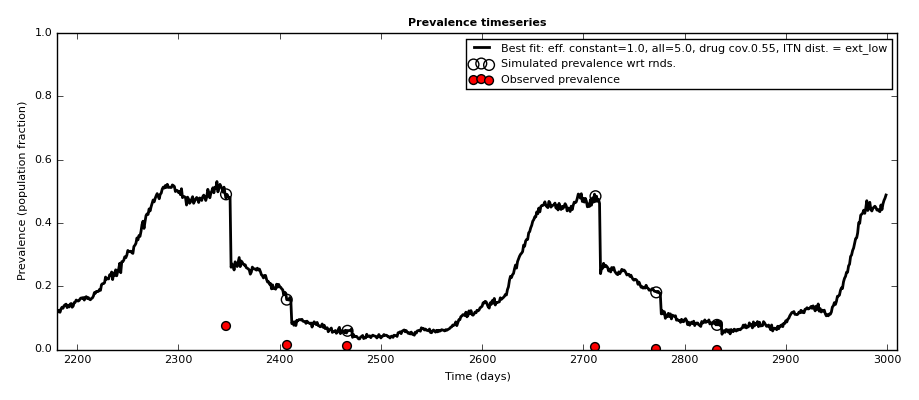 Prevalence timeseries
1.0
Best fit: eff. constant=1.0, all=5.0, drug cov.0.55, ITN dist. = ext_low
Simulated prevalence wrt rnds.
Observed prevalence
0.8
0.6
0.4
0.2
0.0
Prevalence (population fraction)
2200 2300 2400 2500 2600 2700 2800 2900 3000
Time (days)